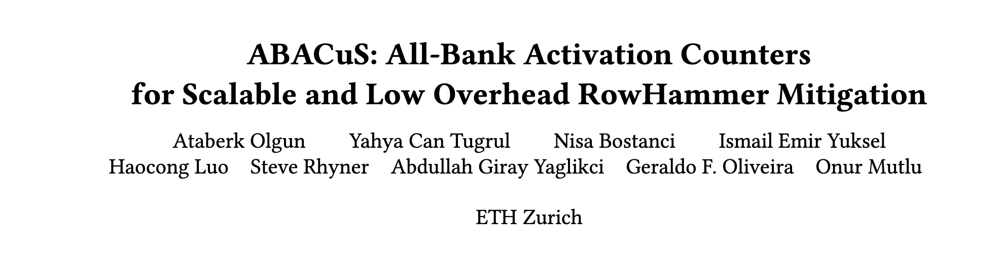 ABACuS: All-Bank Activation Counters
for Scalable and Low Overhead RowHammer Mitigation
Ataberk Olgun Yahya Can Tugrul Nisa Bostanci Ismail Emir Yuksel
Haocong Luo Steve Rhyner Abdullah Giray Yaglikci Geraldo F. Oliveira Onur Mutlu
ETH Zurich